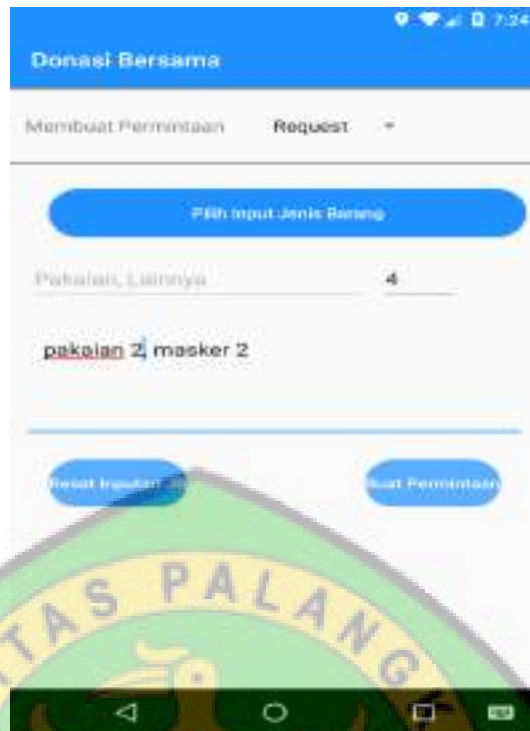 7:24
Donasi Bersama
Membuat Permintaan Request
Pilih Input Jenis Barang
Pakaian, Lainnya 4
pakaian 2, masker 2
Reset Inputan
Buat Permintaan
TAS PALANG